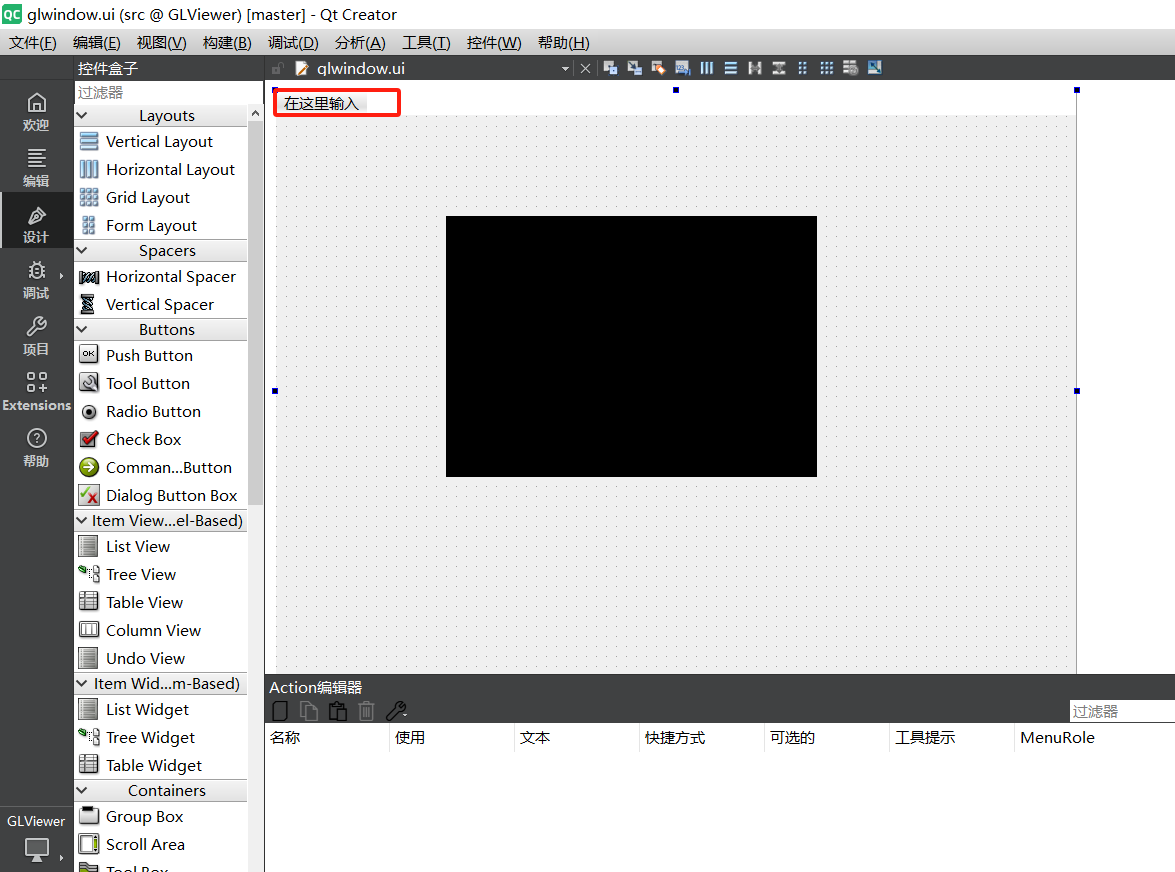 QC glwindow.ui (src @ GLViewer) [master] - Qt Creator
文件(F) 编辑(E) 视图(V) 构建(B) 调试(D) 分析(A) 工具(T) 控件(W) 帮助(H)
控件盒子
glwindow.ui
过滤器
在这里输入
欢迎
编辑
设计
调试
项目
Extensions
帮助
GLViewer
Layouts
Vertical Layout
Horizontal Layout
Grid Layout
Form Layout
Spacers
Horizontal Spacer
Vertical Spacer
Buttons
OK
Push Button
Tool Button
Radio Button
Check Box
Comman...Button
Dialog Button Box
Item View...el-Based)
List View
Tree View
Table View
Column View
Undo View
Item Wid...m-Based)
List Widget
Tree Widget
Table Widget
Containers
Group Box
Scroll Area
Tool Box
Action编辑器
过滤器
名称 使用 文本 快捷方式 可选的 工具提示 MenuRole